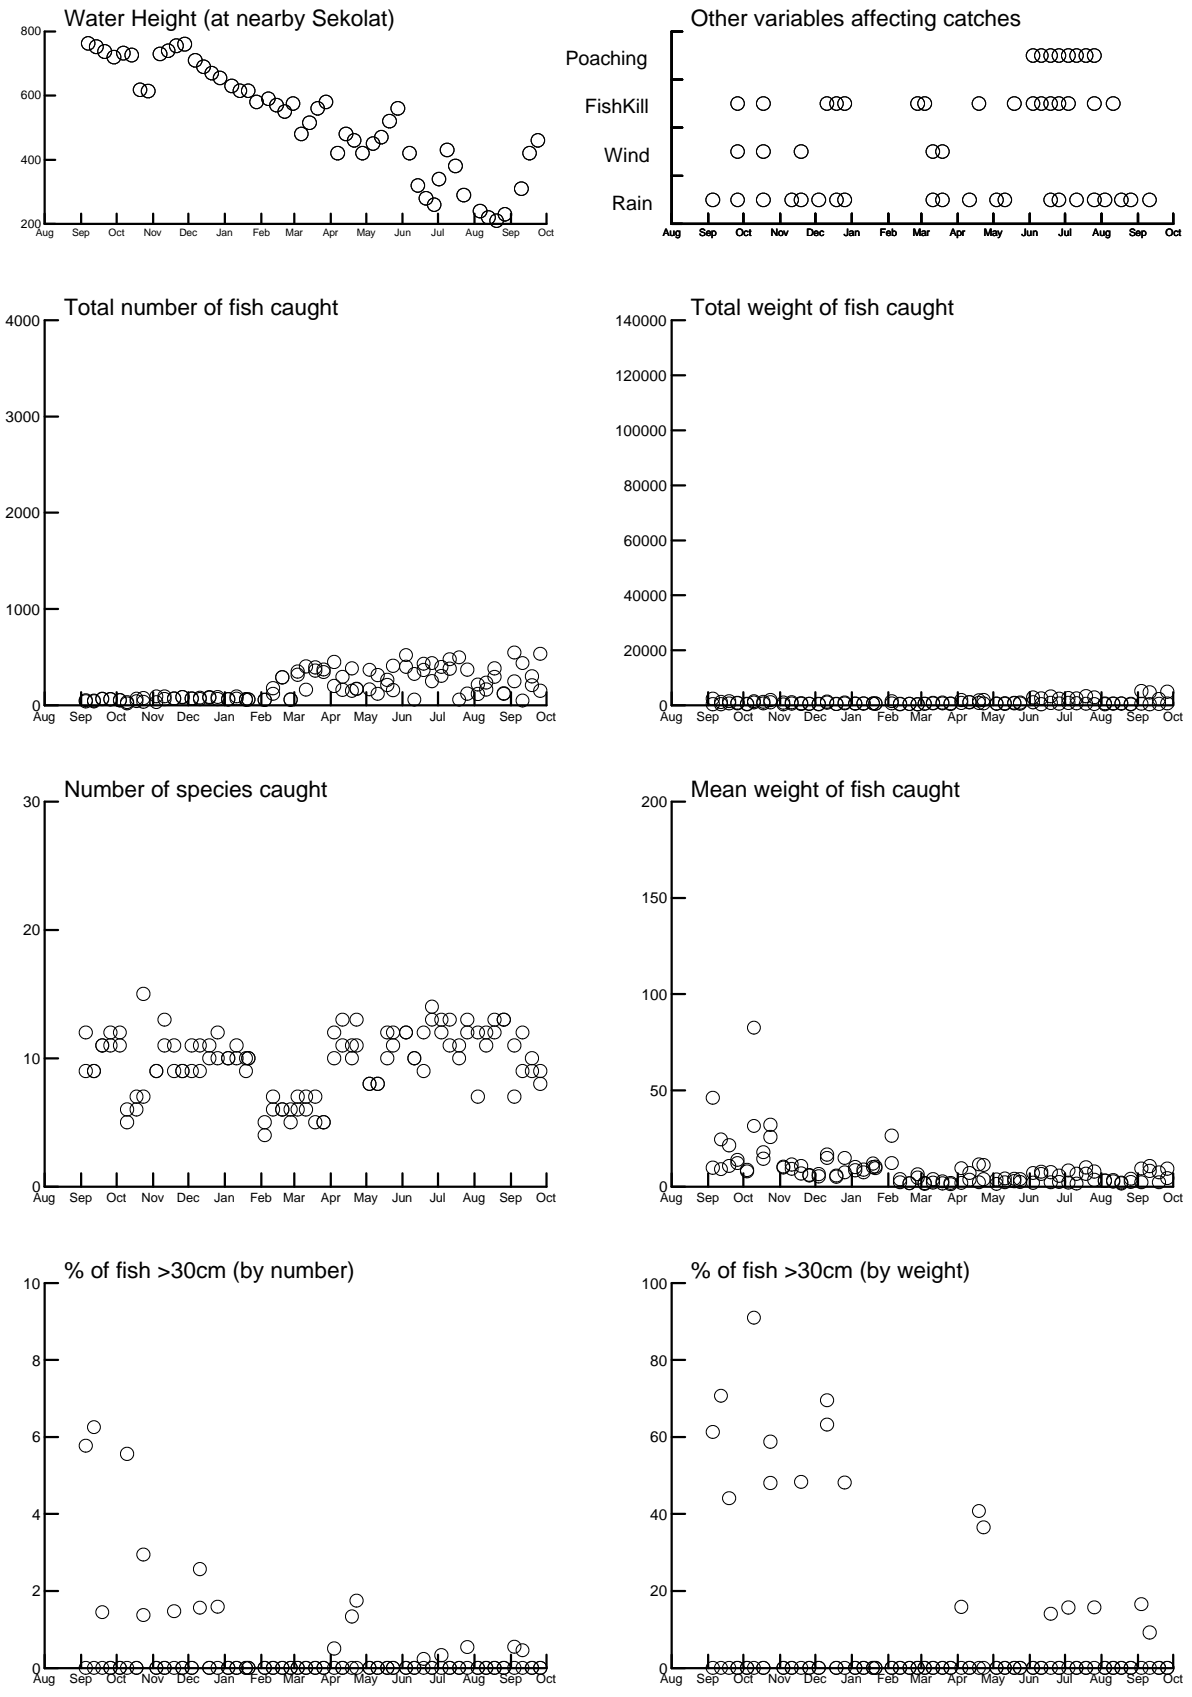 Water Height (at nearby Sekolat)
800
600
400
200
Aug Sep Oct Nov Dec Jan Feb Mar Apr May Jun Jul Aug Sep Oct
Other variables affecting catches
Poaching
FishKill
Wind
Rain
Aug Sep Oct Nov Dec Jan Feb Mar Apr May Jun Jul Aug Sep Oct
Total number of fish caught
4000
3000
2000
1000
0
Aug Sep Oct Nov Dec Jan Feb Mar Apr May Jun Jul Aug Sep Oct
Total weight of fish caught
140000
120000
100000
80000
60000
40000
20000
0
Aug Sep Oct Nov Dec Jan Feb Mar Apr May Jun Jul Aug Sep Oct
Number of species caught
30
20
10
0
Aug Sep Oct Nov Dec Jan Feb Mar Apr May Jun Jul Aug Sep Oct
Mean weight of fish caught
200
150
100
50
0
Aug Sep Oct Nov Dec Jan Feb Mar Apr May Jun Jul Aug Sep Oct
% of fish >30cm (by number)
10
8
6
4
2
0
Aug Sep Oct Nov Dec Jan Feb Mar Apr May Jun Jul Aug Sep Oct
% of fish >30cm (by weight)
100
80
60
40
20
0
Aug Sep Oct Nov Dec Jan Feb Mar Apr May Jun Jul Aug Sep Oct